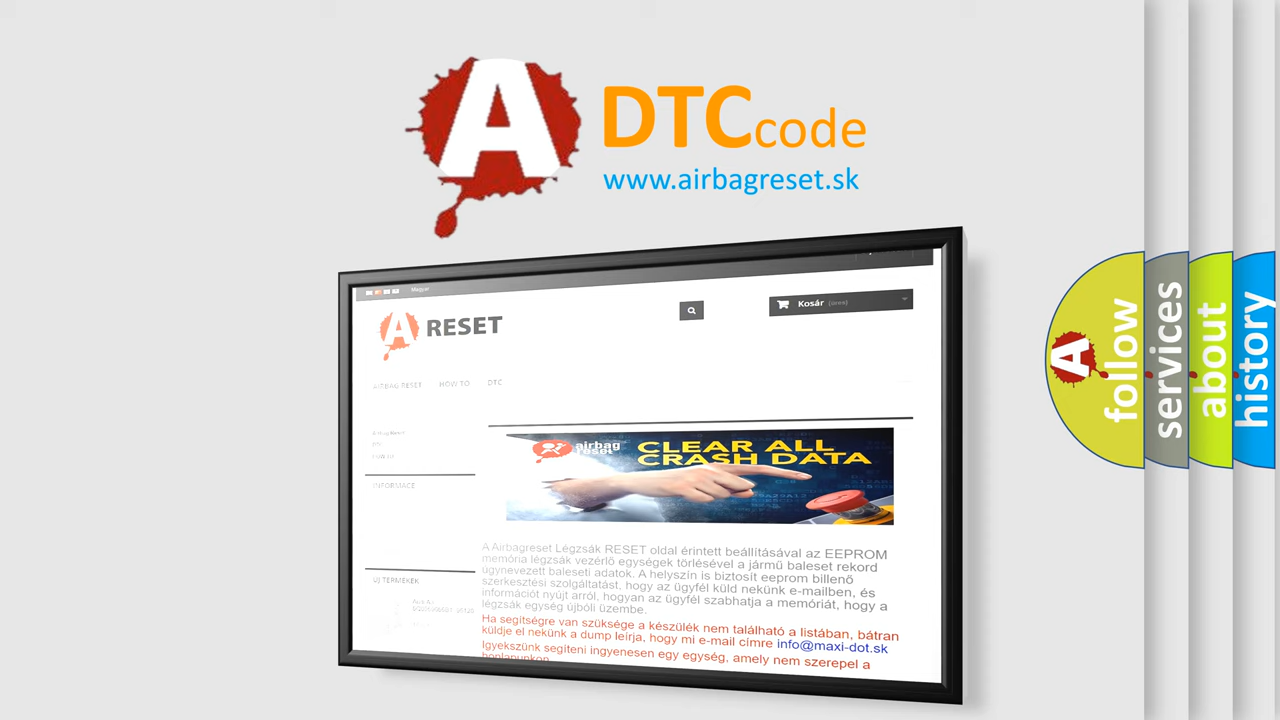 A DTCcode
www.airbagreset.sk
Magyar
A RESET
Kosár (üres)
AIRBAG RESET HOW TO DTC
INFORMACE
airbag
reset
CLEAR ALL
CRASH DATA
A Airbagreset Légzsák RESET oldal érintett beállításával az EEPROM
memória légzsák vezérlő egységek törlésével a jármű baleset rekord
úgynevezett baleseti adatok. A helyszín is biztosít eeprom billenő
szerkesztési szolgáltatást, hogy az ügyfél küld nekünk e-mailben, és
információt nyújt arról, hogyan az ügyfél szabhatja a memóriát, hogy a
légzsák egység újbóli üzembe.
Ha segítségre van szüksége a készülék nem található a listában, bátran
küldje el nekünk a dump leírja, hogy mi e-mail címre info@maxi-dot.sk
Igyekszünk segíteni ingyenesen egy egység, amely nem szerepel a
honlapunkon
ÚJ TERMÉKEK
A follow
services
about
history